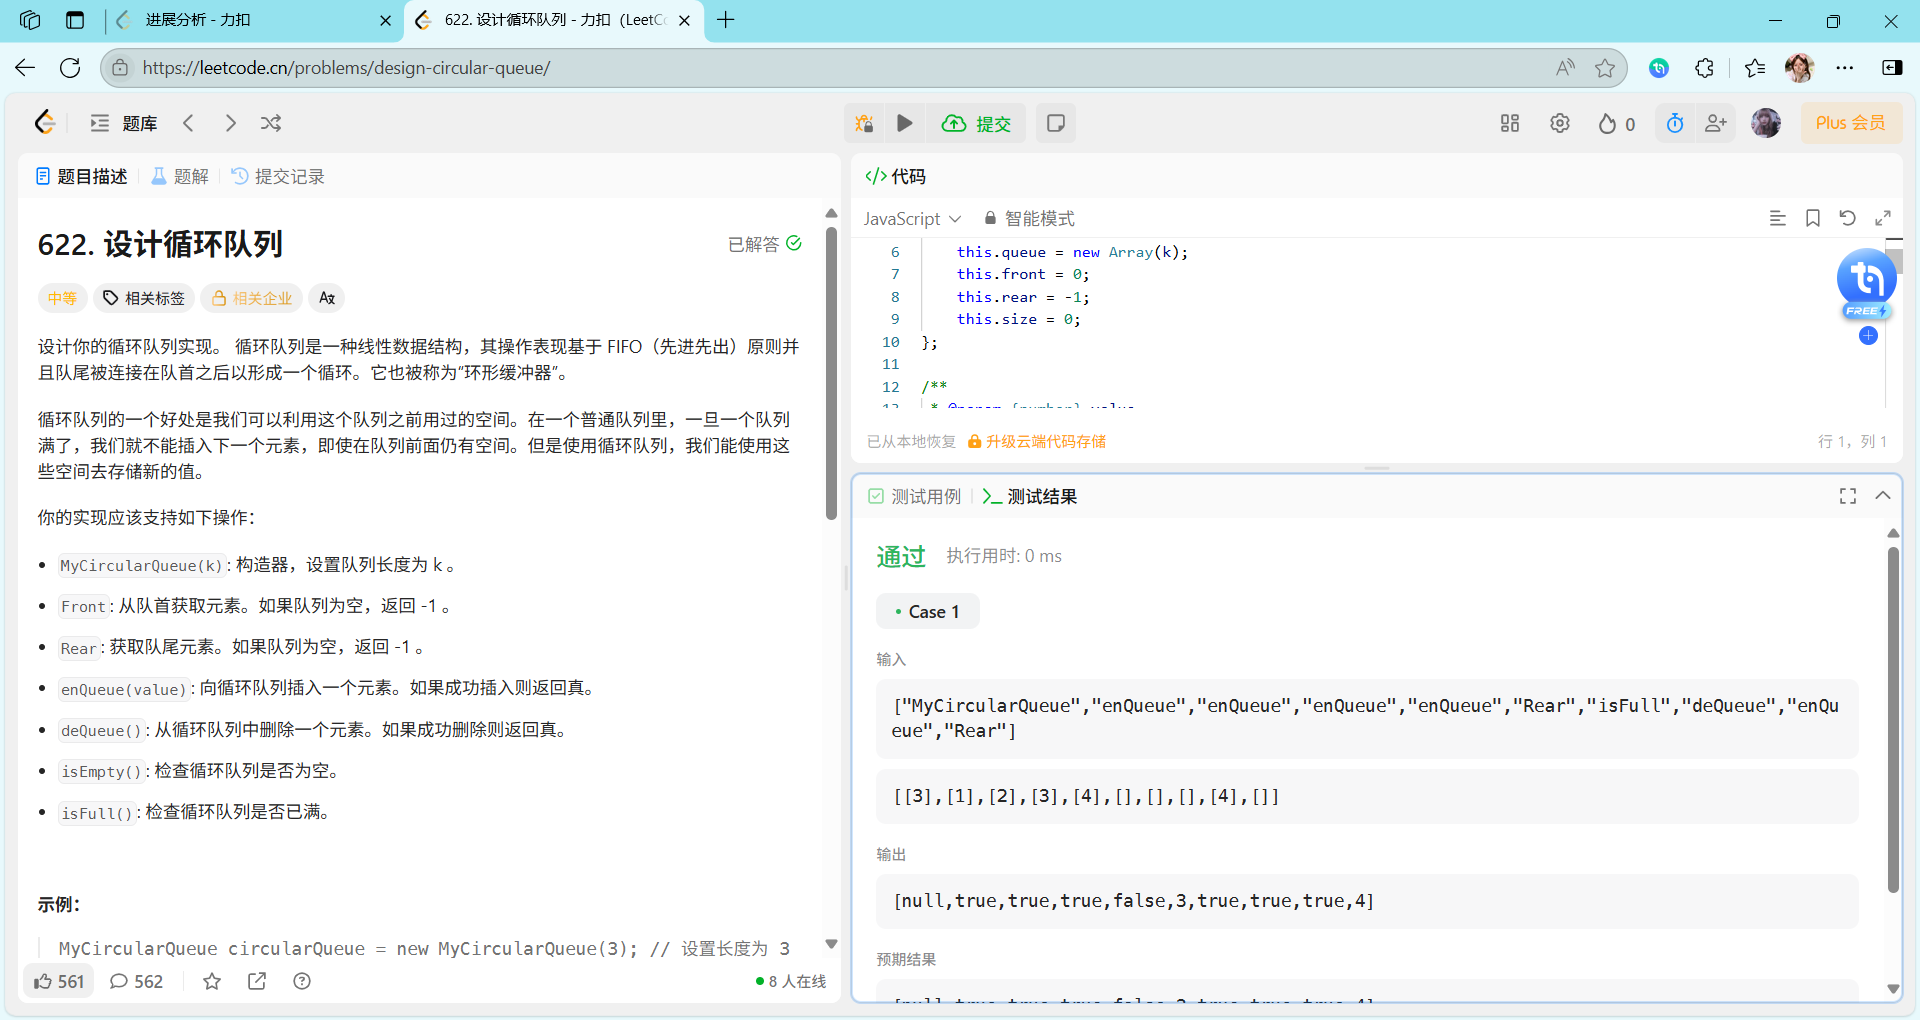 进展分析 - 力扣
622. 设计循环队列 - 力扣（LeetCo
https://leetcode.cn/problems/design-circular-queue/
题库
提交
0
Plus 会员
题目描述
题解
提交记录
622. 设计循环队列
已解答
中等
相关标签
相关企业
设计你的循环队列实现。 循环队列是一种线性数据结构，其操作表现基于 FIFO（先进先出）原则并
且队尾被连接在队首之后以形成一个循环。它也被称为“环形缓冲器”。
循环队列的一个好处是我们可以利用这个队列之前用过的空间。在一个普通队列里，一旦一个队列
满了，我们就不能插入下一个元素，即使在队列前面仍有空间。但是使用循环队列，我们能使用这
些空间去存储新的值。
你的实现应该支持如下操作：
MyCircularQueue(k): 构造器，设置队列长度为 k 。
Front: 从队首获取元素。如果队列为空，返回 -1 。
Rear: 获取队尾元素。如果队列为空，返回 -1 。
enQueue(value): 向循环队列插入一个元素。如果成功插入则返回真。
deQueue(): 从循环队列中删除一个元素。如果成功删除则返回真。
isEmpty(): 检查循环队列是否为空。
isFull(): 检查循环队列是否已满。
示例：
MyCircularQueue circularQueue = new MyCircularQueue(3); // 设置长度为 3
561
562
8 人在线
代码
JavaScript
智能模式
6 this.queue = new Array(k);
7 this.front = 0;
8 this.rear = -1;
9 this.size = 0;
10 };
11
12 /**
13 * @param {number} value
FREE
已从本地恢复
升级云端代码存储
行 1，列 1
测试用例
测试结果
通过
执行用时: 0 ms
Case 1
输入
["MyCircularQueue","enQueue","enQueue","enQueue","enQueue","Rear","isFull","deQueue","enQu
eue","Rear"]
[[3],[1],[2],[3],[4],[],[],[],[4],[]]
输出
[null,true,true,true,false,3,true,true,true,4]
预期结果
[null,true,true,true,false,3,true,true,true,4]